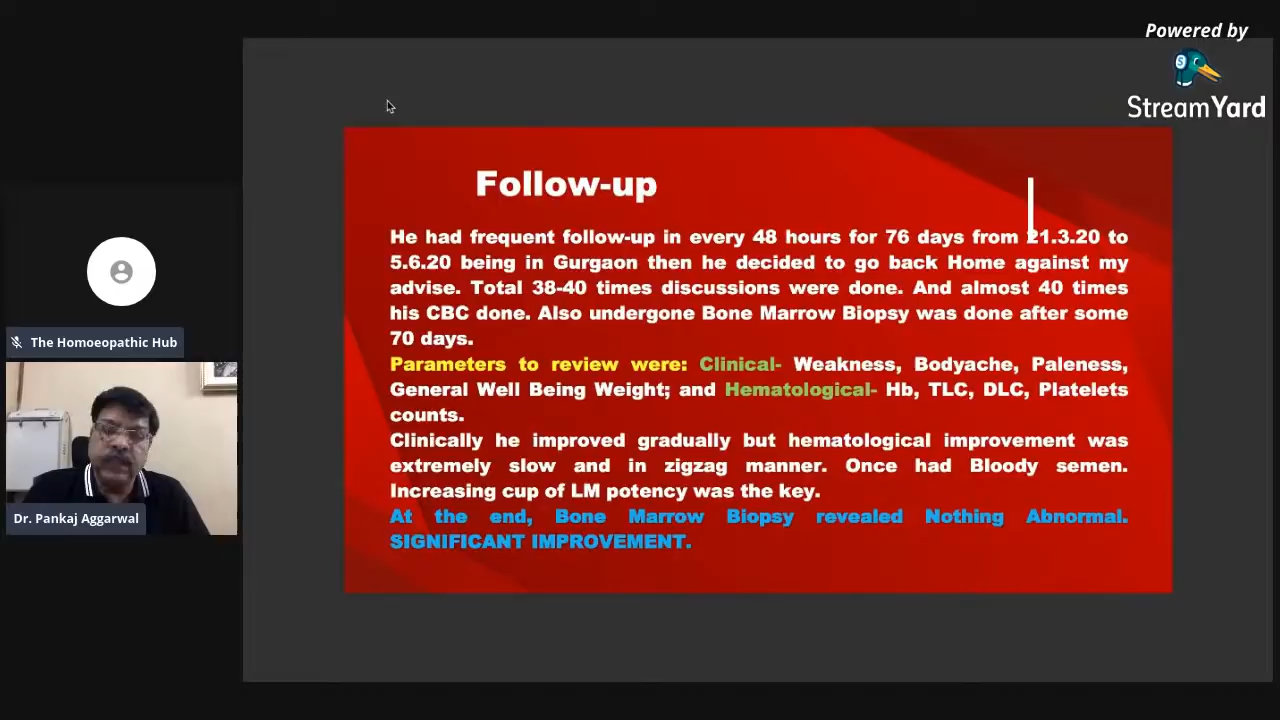 Powered by
StreamYard
Follow-up
He had frequent follow-up in every 48 hours for 76 days from 21.3.20 to
5.6.20 being in Gurgaon then he decided to go back Home against my
advise. Total 38-40 times discussions were done. And almost 40 times
his CBC done. Also undergone Bone Marrow Biopsy was done after some
70 days.
Parameters to review were: Clinical- Weakness, Bodyache, Paleness,
General Well Being Weight; and Hematological- Hb, TLC, DLC, Platelets
counts.
Clinically he improved gradually but hematological improvement was
extremely slow and in zigzag manner. Once had Bloody semen.
Increasing cup of LM potency was the key.
At the end, Bone Marrow Biopsy revealed Nothing Abnormal.
SIGNIFICANT IMPROVEMENT.
The Homoeopathic Hub
Dr. Pankaj Aggarwal